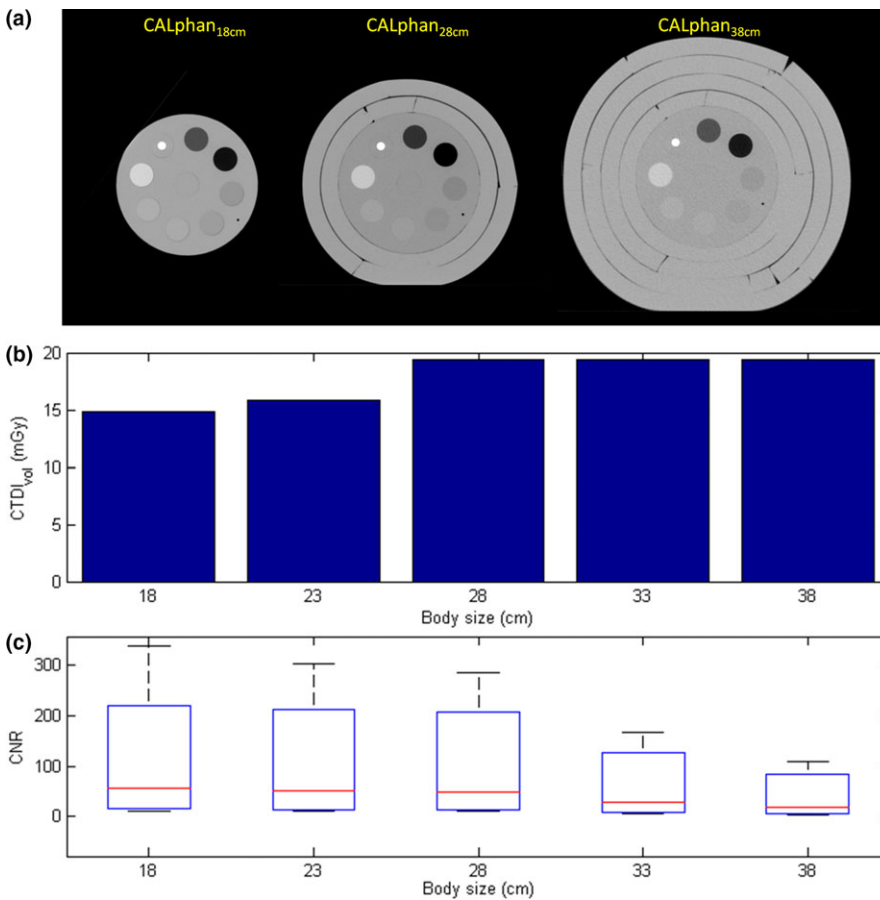 (a)
CALphan18cm CALphan28cm CALphan38cm
(b)
20
15
10
5
0
CTDIvol (mGy)
18 23 28 33 38
Body size (cm)
(c)
300
200
100
0
CNR
18 23 28 33 38
Body size (cm)